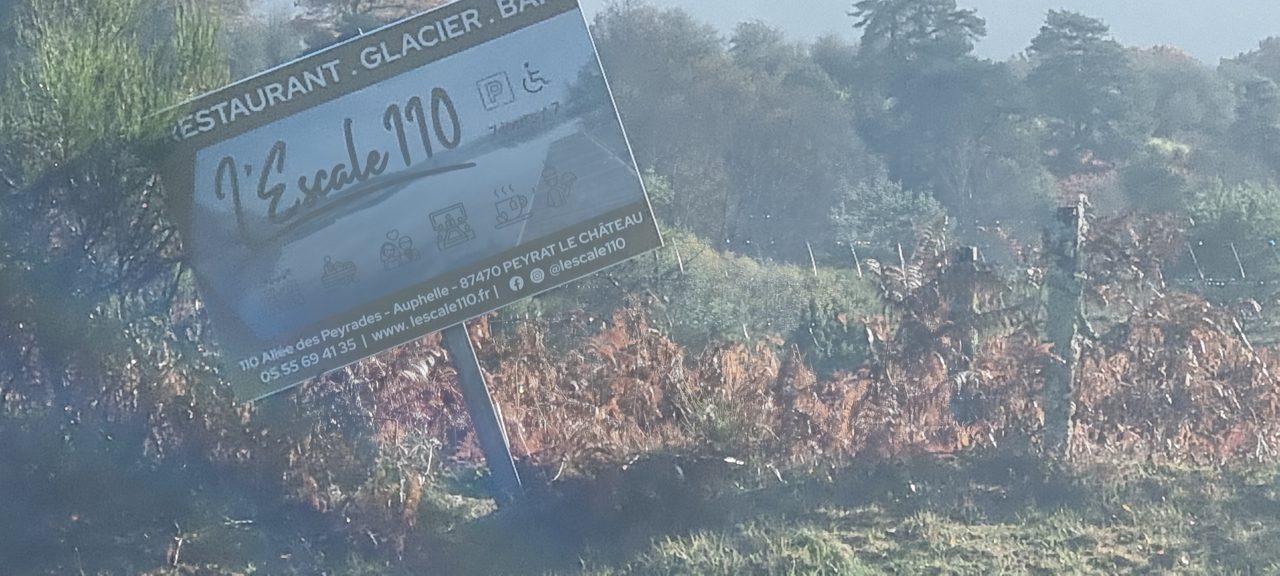 RESTAURANT . GLACIER . BAR
L'Escale 110
P
110 Allée des Peyrades - Auphelle - 87470 PEYRAT LE CHÂTEAU
05 55 69 41 35 | www.lescale110.fr | @lescale110